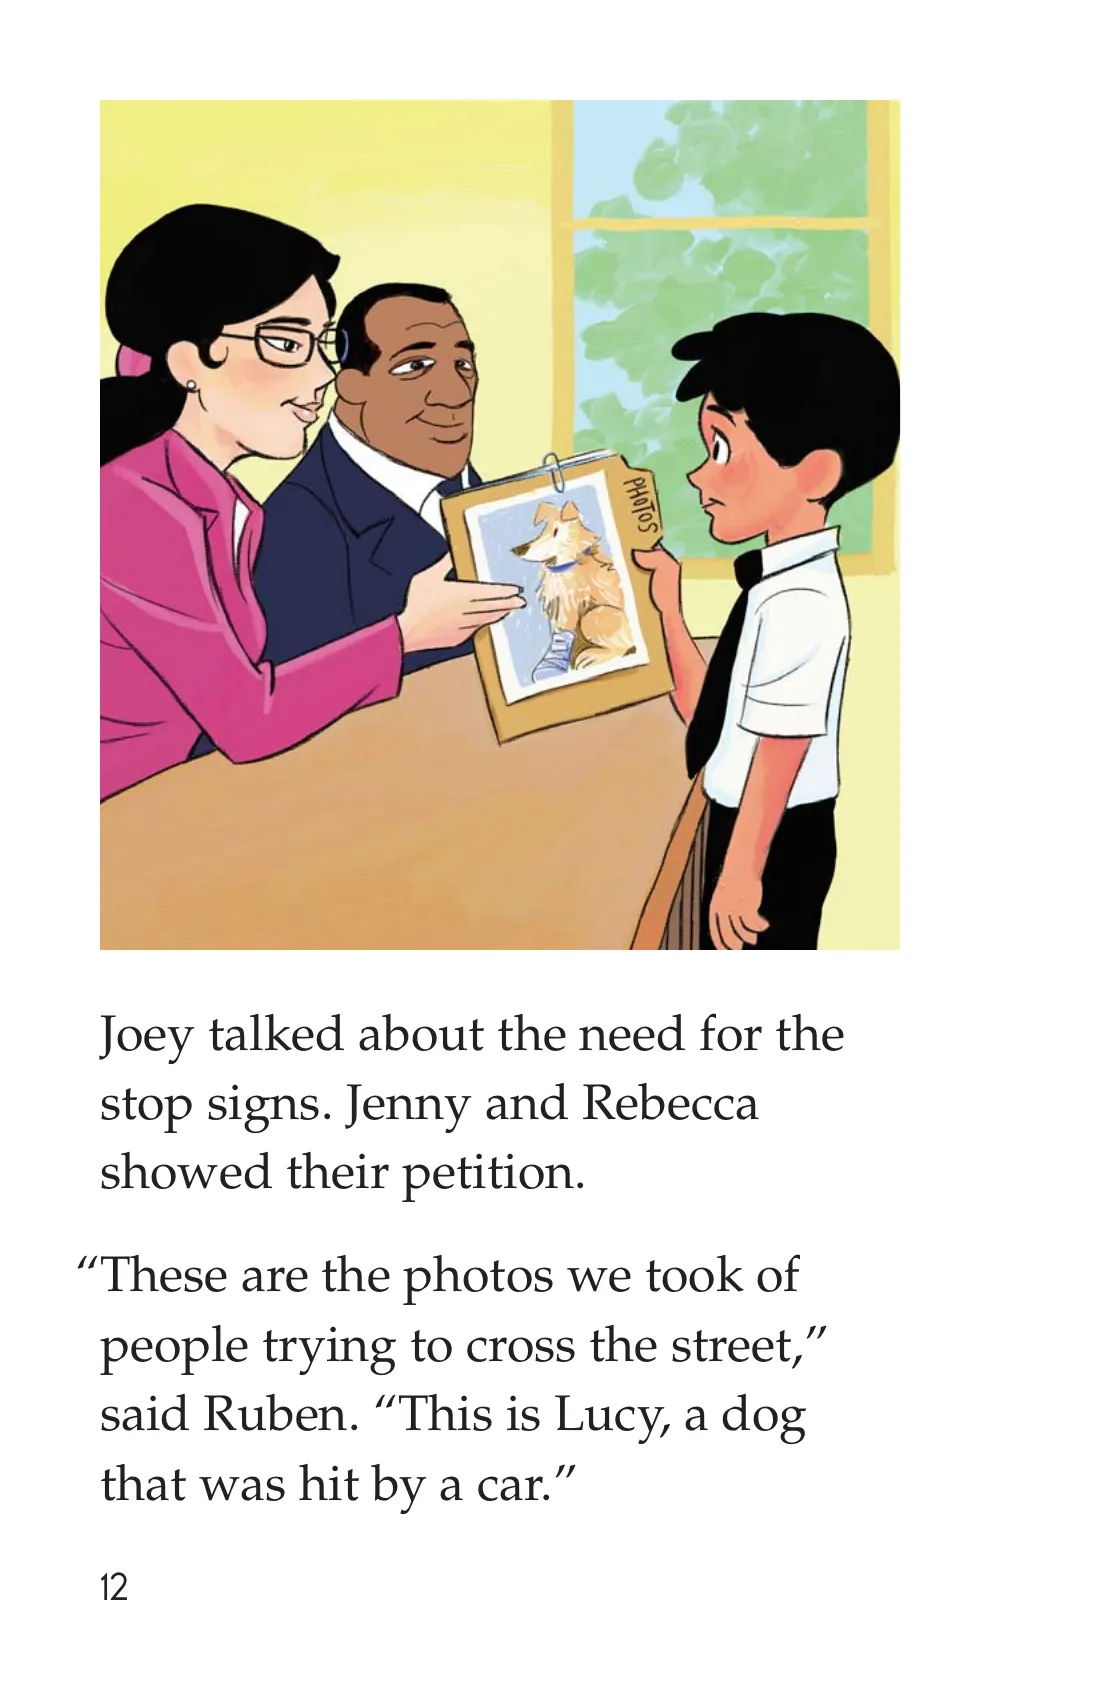 PHOTOS
Joey talked about the need for the
stop signs. Jenny and Rebecca
showed their petition.
“These are the photos we took of
people trying to cross the street,”
said Ruben. “This is Lucy, a dog
that was hit by a car.”
12